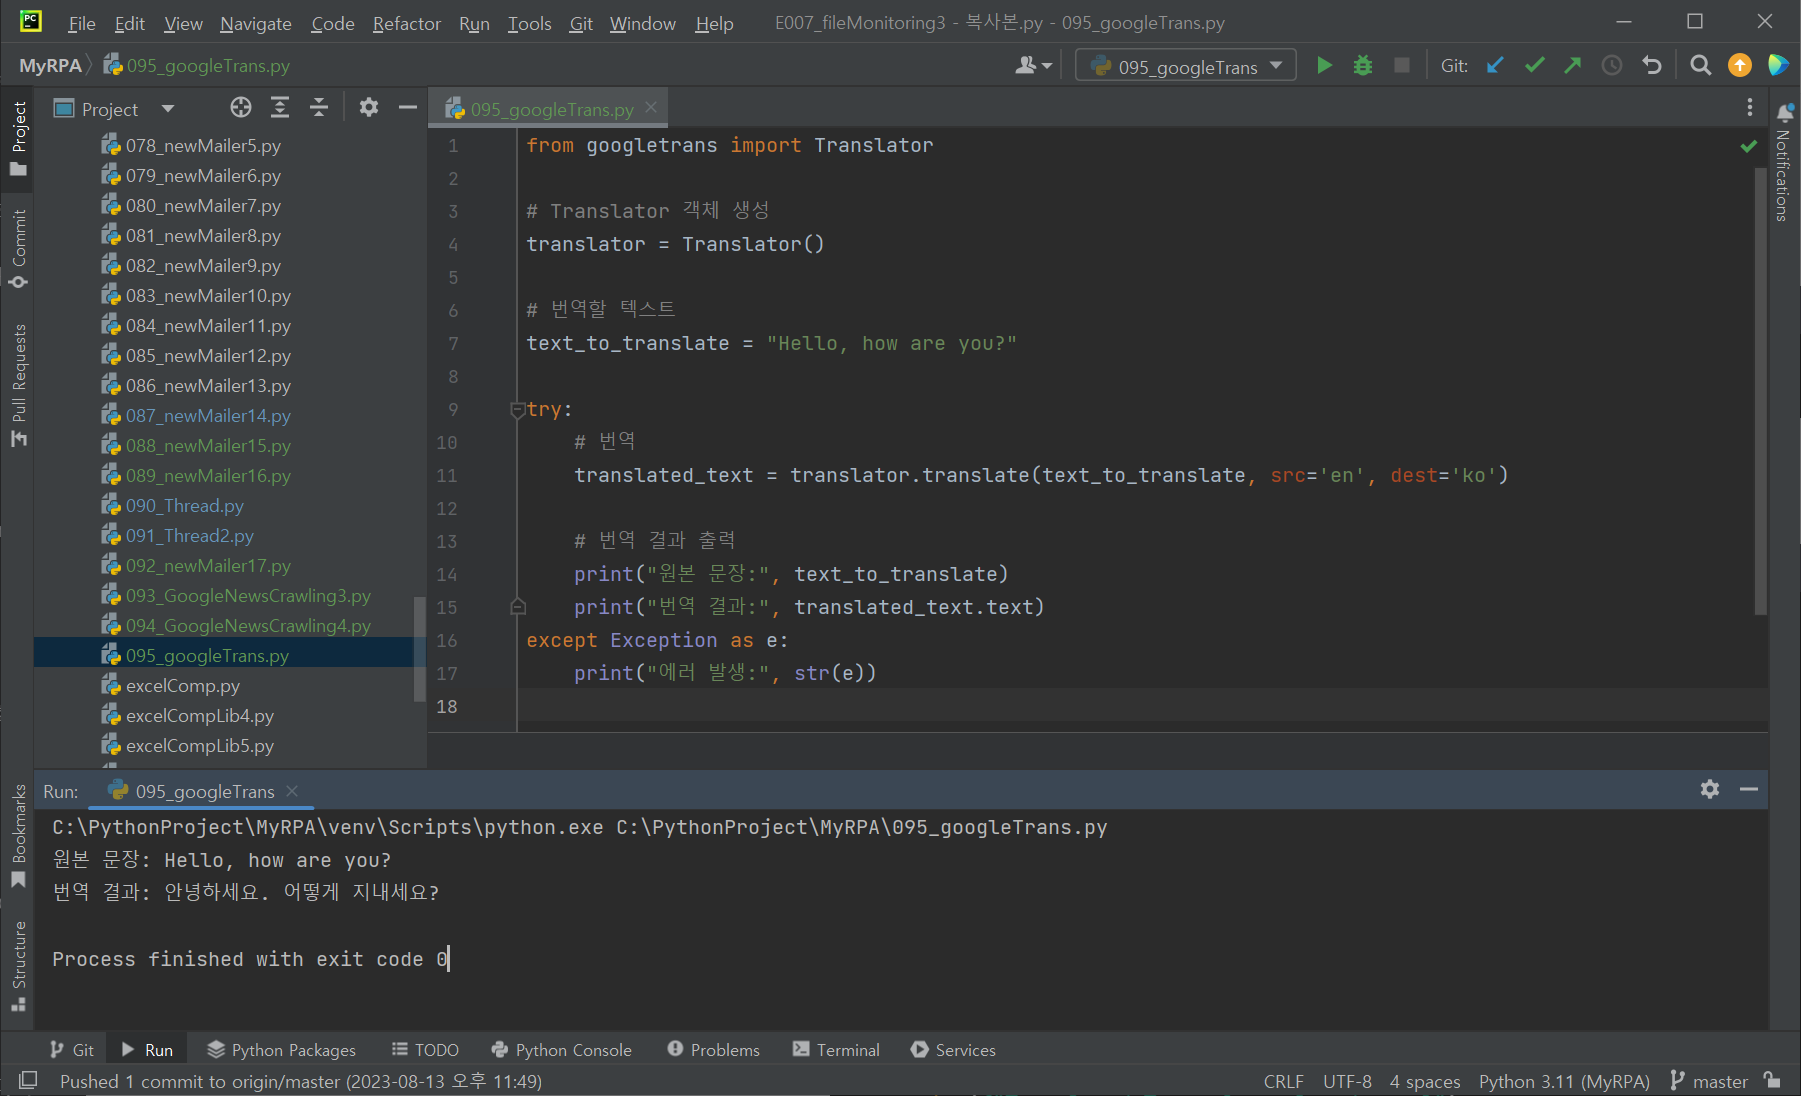 PC
File Edit View Navigate Code Refactor Run Tools Git Window Help E007_fileMonitoring3 - 복사본.py - 095_googleTrans.py
MyRPA 095_googleTrans.py 095_googleTrans Git:
Project 095_googleTrans.py
Project
Commit
Pull Requests
Bookmarks
Structure
Notifications
078_newMailer5.py
079_newMailer6.py
080_newMailer7.py
081_newMailer8.py
082_newMailer9.py
083_newMailer10.py
084_newMailer11.py
085_newMailer12.py
086_newMailer13.py
087_newMailer14.py
088_newMailer15.py
089_newMailer16.py
090_Thread.py
091_Thread2.py
092_newMailer17.py
093_GoogleNewsCrawling3.py
094_GoogleNewsCrawling4.py
095_googleTrans.py
excelComp.py
excelCompLib4.py
excelCompLib5.py
1 from googletrans import Translator
2
3 # Translator 객체 생성
4 translator = Translator()
5
6 # 번역할 텍스트
7 text_to_translate = "Hello, how are you?"
8
9 try:
10 # 번역
11 translated_text = translator.translate(text_to_translate, src='en', dest='ko')
12
13 # 번역 결과 출력
14 print("원본 문장:", text_to_translate)
15 print("번역 결과:", translated_text.text)
16 except Exception as e:
17 print("에러 발생:", str(e))
18
Run: 095_googleTrans
C:\PythonProject\MyRPA\venv\Scripts\python.exe C:\PythonProject\MyRPA\095_googleTrans.py
원본 문장: Hello, how are you?
번역 결과: 안녕하세요. 어떻게 지내세요?
Process finished with exit code 0
Git Run Python Packages TODO Python Console Problems Terminal Services
Pushed 1 commit to origin/master (2023-08-13 오후 11:49) CRLF UTF-8 4 spaces Python 3.11 (MyRPA) master